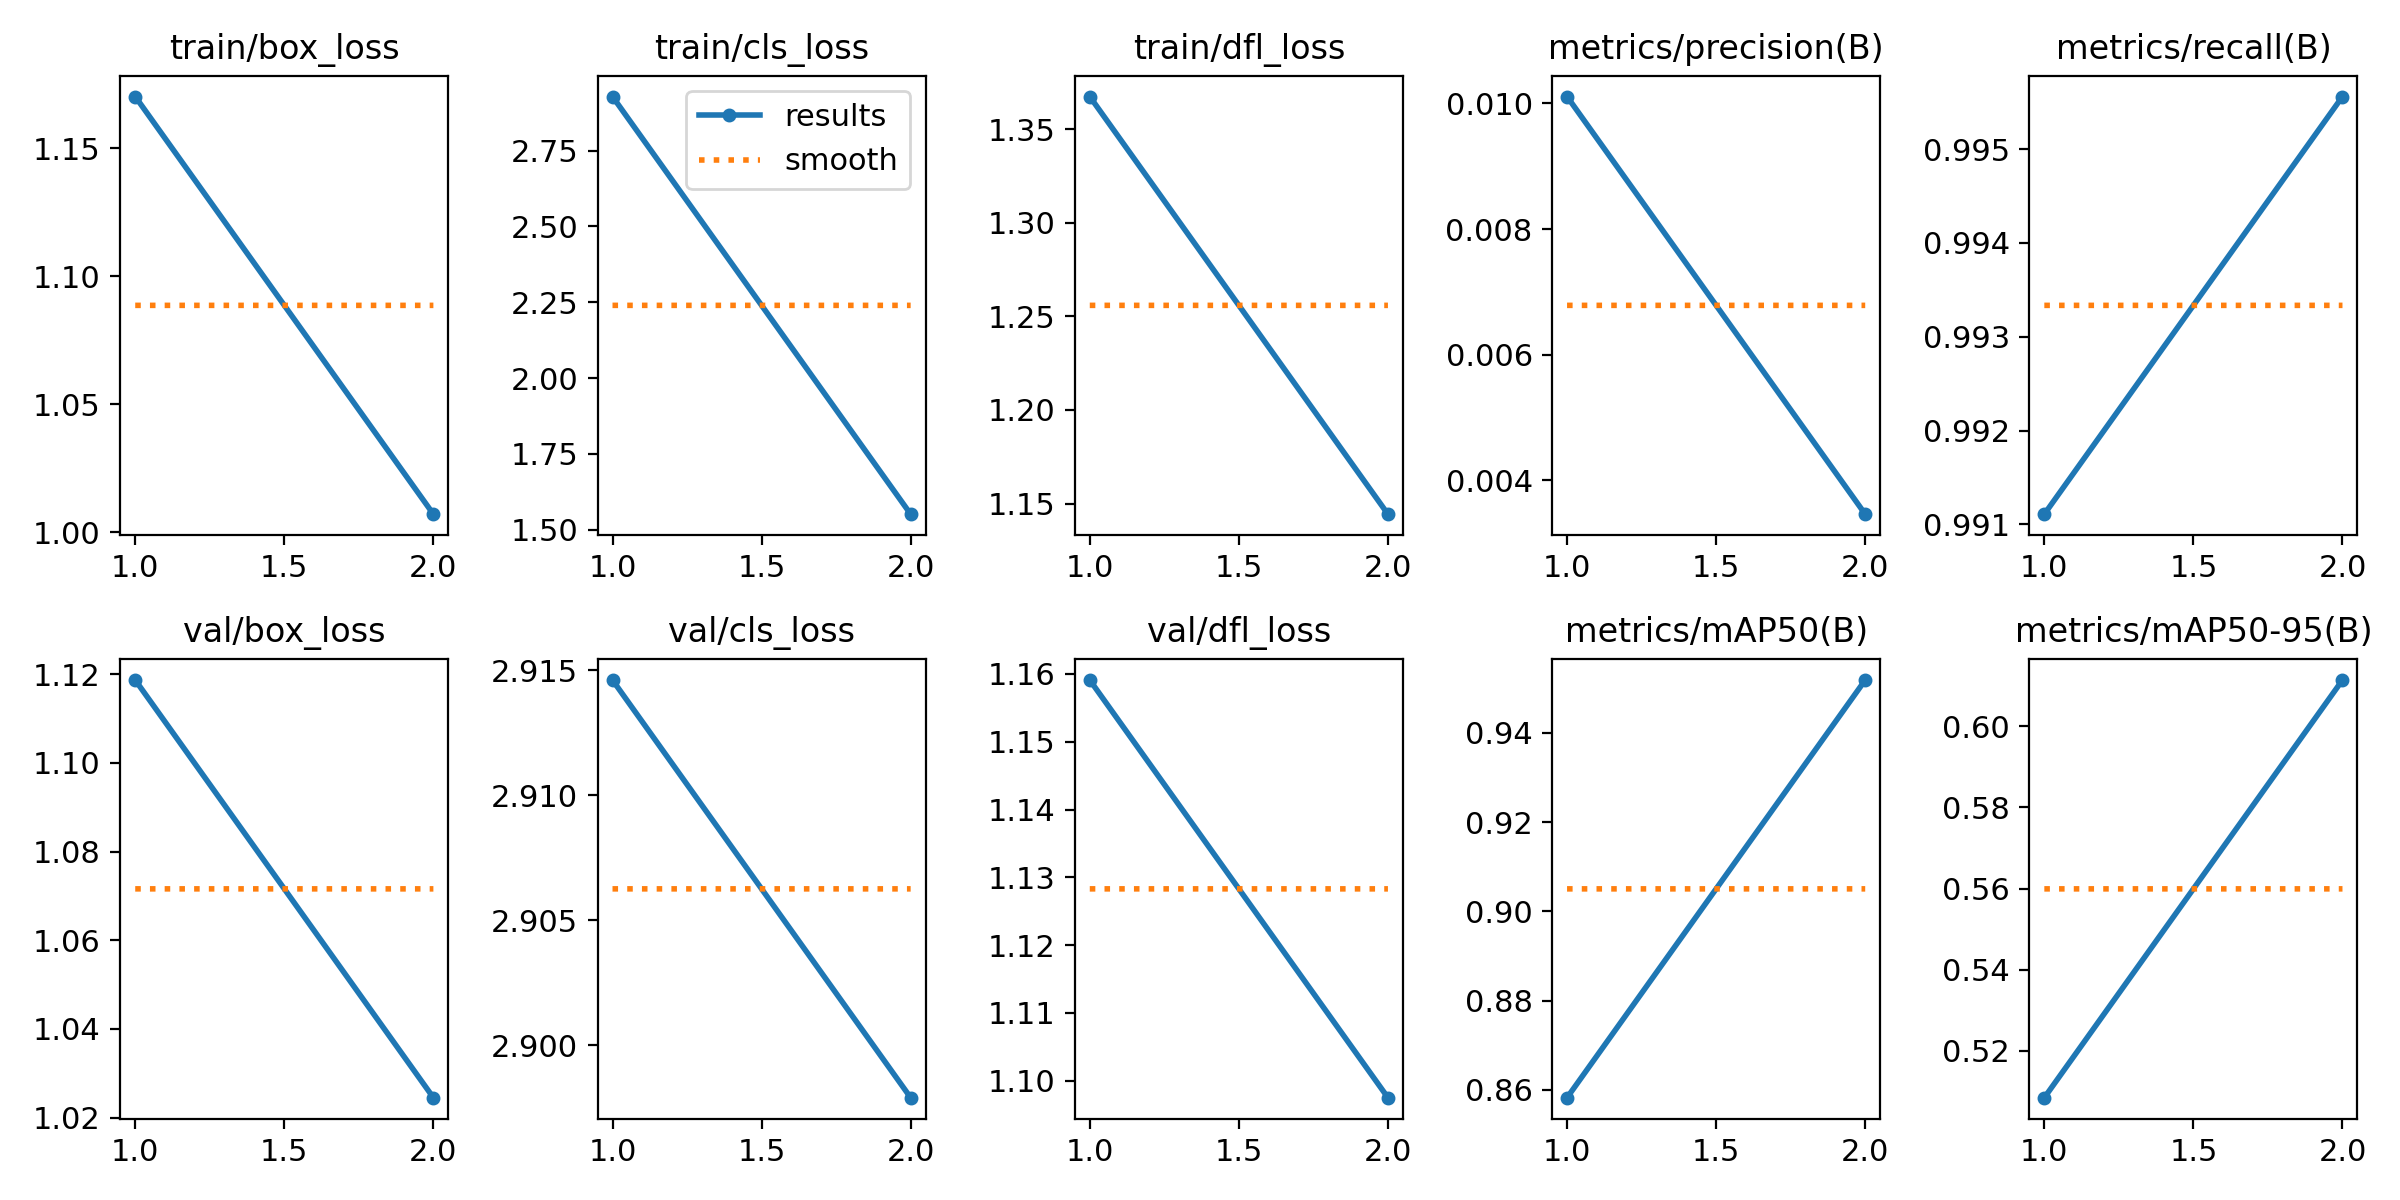 train/box_loss
1.15
1.10
1.05
1.00
1.0 1.5 2.0
train/cls_loss
results
smooth
2.75
2.50
2.25
2.00
1.75
1.50
1.0 1.5 2.0
train/dfl_loss
1.35
1.30
1.25
1.20
1.15
1.0 1.5 2.0
metrics/precision(B)
0.010
0.008
0.006
0.004
1.0 1.5 2.0
metrics/recall(B)
0.995
0.994
0.993
0.992
0.991
1.0 1.5 2.0
val/box_loss
1.12
1.10
1.08
1.06
1.04
1.02
1.0 1.5 2.0
val/cls_loss
2.915
2.910
2.905
2.900
1.0 1.5 2.0
val/dfl_loss
1.16
1.15
1.14
1.13
1.12
1.11
1.10
1.0 1.5 2.0
metrics/mAP50(B)
0.94
0.92
0.90
0.88
0.86
1.0 1.5 2.0
metrics/mAP50-95(B)
0.60
0.58
0.56
0.54
0.52
1.0 1.5 2.0